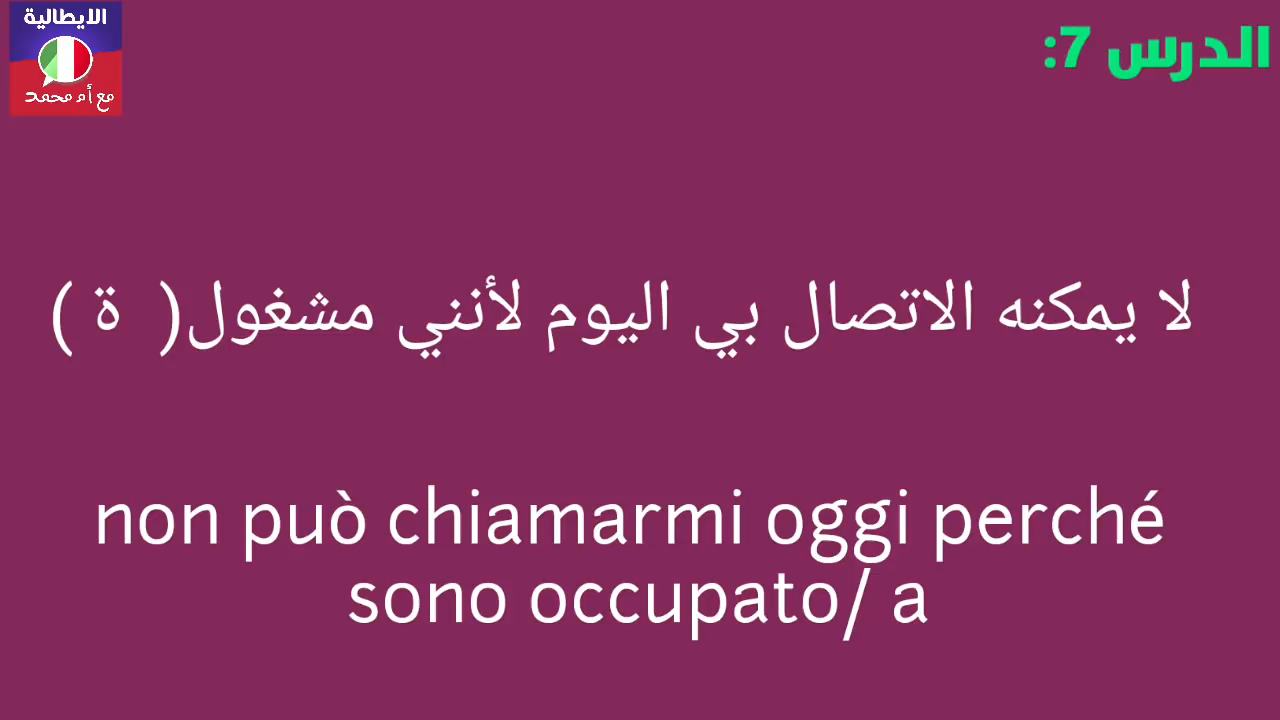 الايطالية
مع أم محمد
الدرس 7:
لا يمكنه الاتصال بي اليوم لأنني مشغول( ة )
non può chiamarmi oggi perché
sono occupato/ a